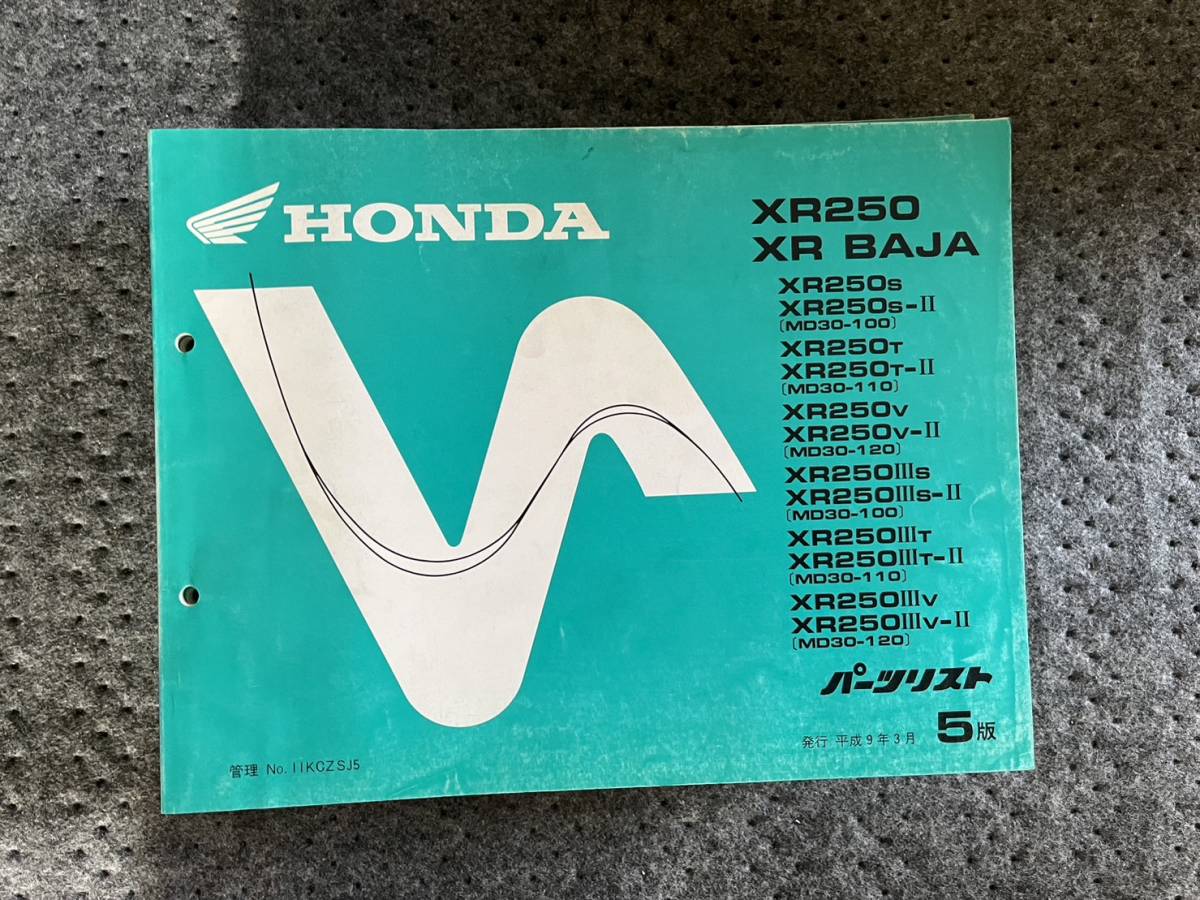 HONDA
XR250
XR BAJA
XR250S
XR250S-II
〔MD30-100〕
XR250T
XR250T-II
〔MD30-110〕
XR250V
XR250V-II
〔MD30-120〕
XR250IIIS
XR250IIIS-II
〔MD30-100〕
XR250IIIT
XR250IIIT-II
〔MD30-110〕
XR250IIIV
XR250IIIV-II
〔MD30-120〕
パーツリスト
発行 平成9年3月 5版
管理 No. 11KCZSJ5